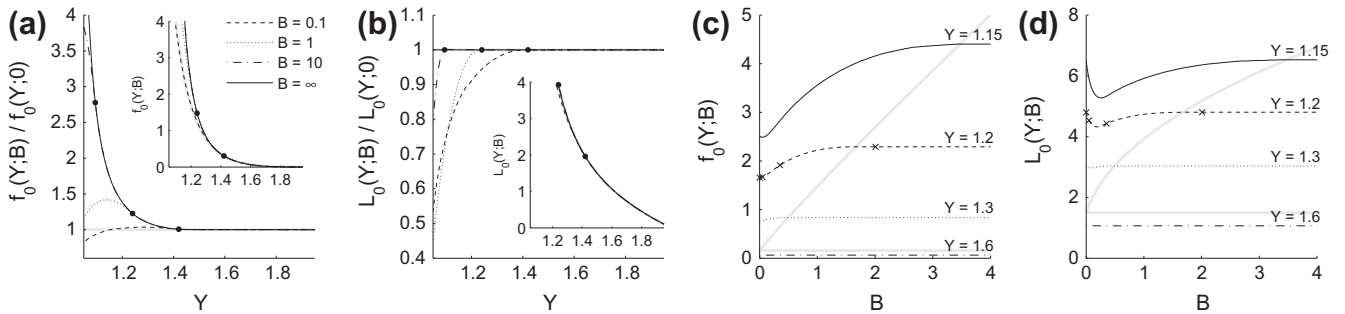 (a)
f₀(Y;B) / f₀(Y;0)
4
3.5
3
2.5
2
1.5
1
1.2
1.4
1.6
1.8
Y
B = 0.1
B = 1
B = 10
B = ∞
f₀(Y;B)
4
3
2
1
0
1.2
1.4
1.6
1.8
(b)
L₀(Y;B) / L₀(Y;0)
1.1
1
0.9
0.8
0.7
0.6
0.5
0.4
1.2
1.4
1.6
1.8
Y
L₀(Y;B)
4
3
2
1
0
1.2
1.4
1.6
1.8
(c)
f₀(Y;B)
5
4
3
2
1
0
0
1
2
3
4
B
Y = 1.15
Y = 1.2
Y = 1.3
Y = 1.6
(d)
L₀(Y;B)
8
6
4
2
0
0
1
2
3
4
B
Y = 1.15
Y = 1.2
Y = 1.3
Y = 1.6